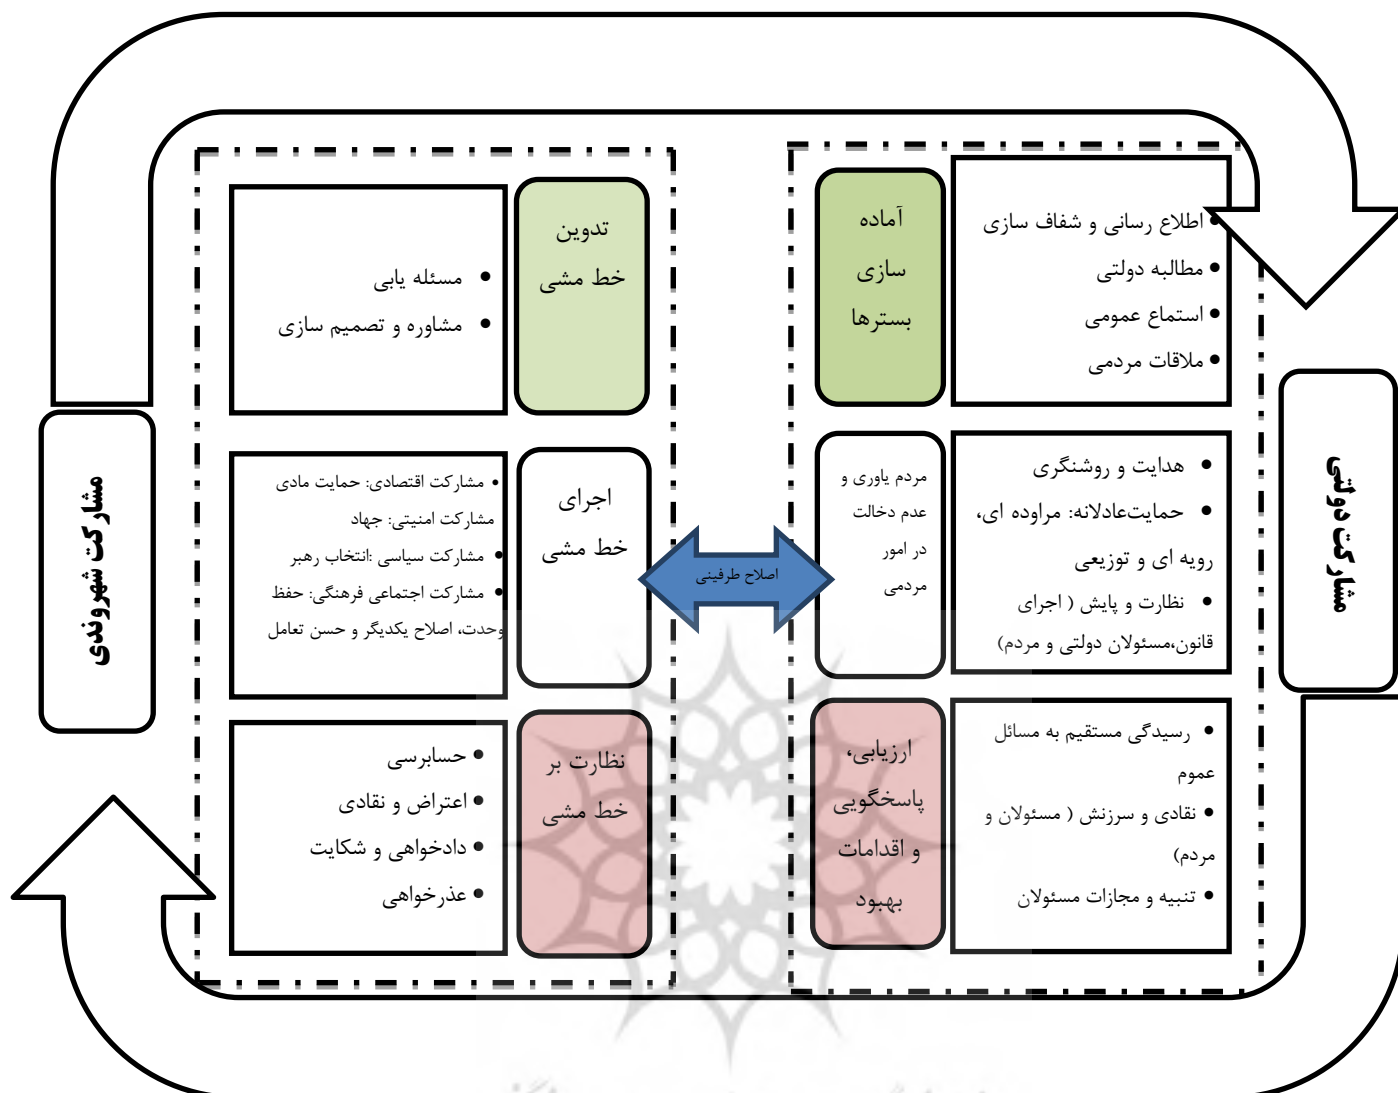 آماده
سازی
بسترها
اطلاع رسانی و شفاف سازی
مطالبه دولتی
استماع عمومی
ملاقات مردمی
مردم یاوری و
عدم دخالت
در امور
مردمی
هدایت و روشنگری
حمایت‌عادلانه: مراوده ای،
رویه ای و توزیعی
نظارت و پایش ( اجرای
قانون،مسئولان دولتی و مردم)
ارزیابی،
پاسخگویی
و اقدامات
بهبود
رسیدگی مستقیم به مسائل
عموم
نقادی و سرزنش ( مسئولان و
مردم)
تنبیه و مجازات مسئولان
مشارکت دولتی
اصلاح طرفینی
تدوین
خط مشی
مسئله یابی
مشاوره و تصمیم سازی
اجرای
خط مشی
مشارکت اقتصادی: حمایت مادی
مشارکت امنیتی: جهاد
مشارکت سیاسی :انتخاب رهبر
مشارکت اجتماعی فرهنگی: حفظ
وحدت، اصلاح یکدیگر و حسن تعامل
نظارت بر
خط مشی
حسابرسی
اعتراض و نقادی
دادخواهی و شکایت
عذرخواهی
مشارکت شهروندی